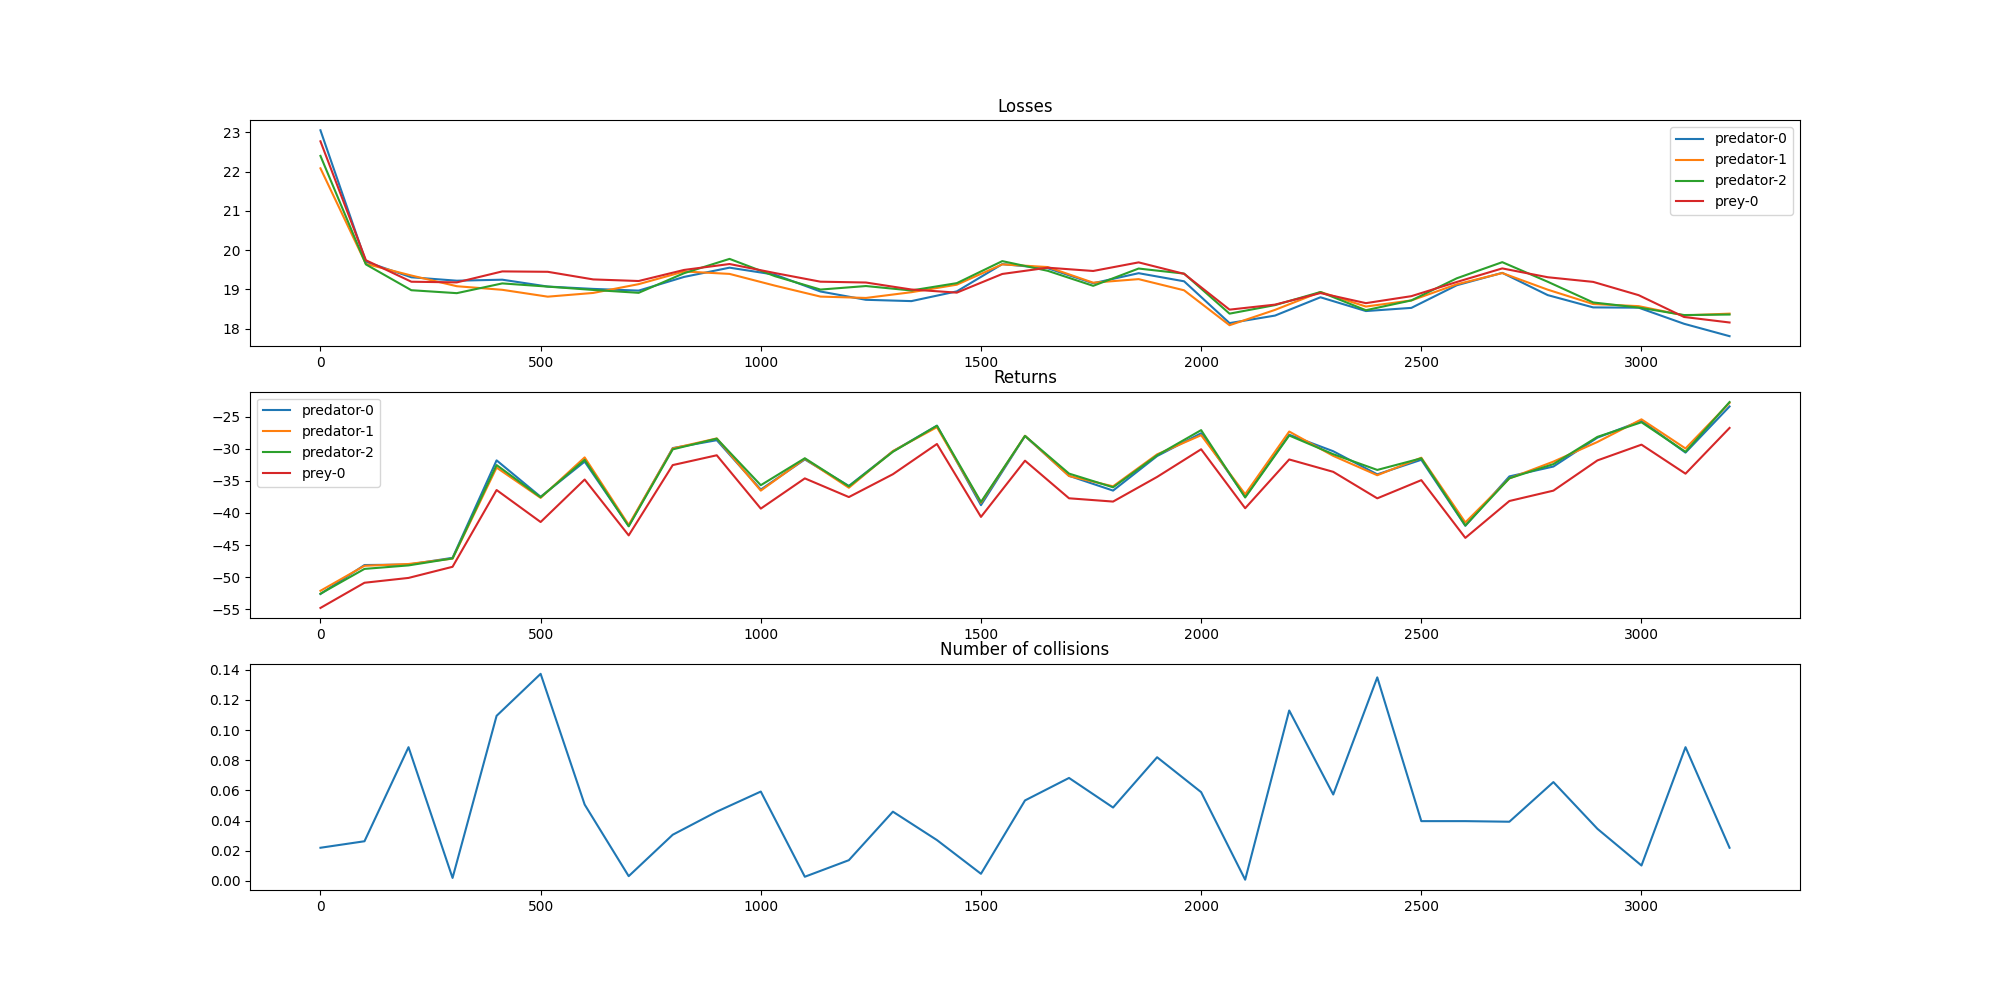 Losses
23
22
21
20
19
18
predator-0
predator-1
predator-2
prey-0
0 500 1000 1500 2000 2500 3000
Returns
−25
−30
−35
−40
−45
−50
−55
predator-0
predator-1
predator-2
prey-0
0 500 1000 1500 2000 2500 3000
Number of collisions
0.14
0.12
0.10
0.08
0.06
0.04
0.02
0.00
0 500 1000 1500 2000 2500 3000